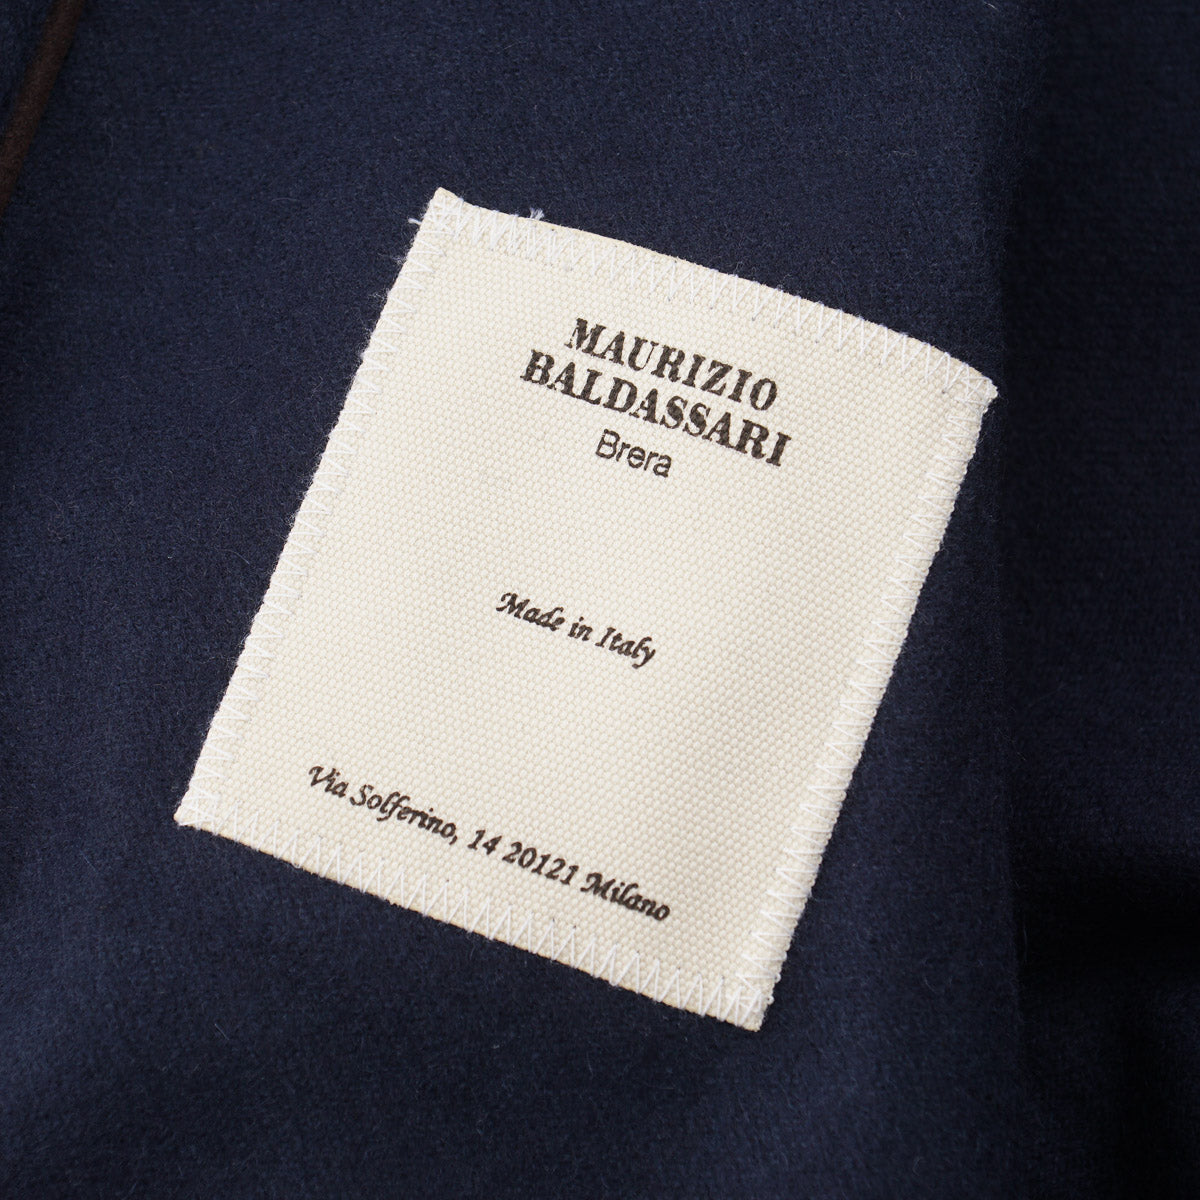 MAURIZIO
BALDASSARI
Brera
Made in Italy
Via Solferino, 14 20121 Milano